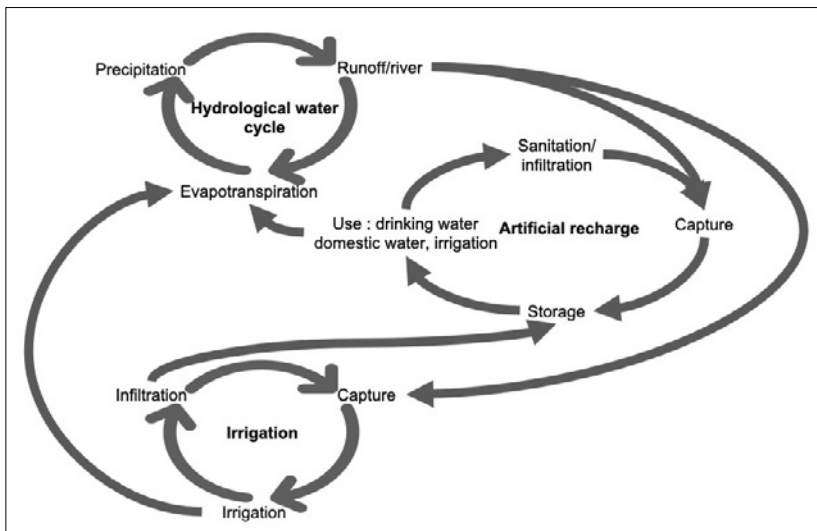 Precipitation
Runoff/river
Hydrological water
cycle
Evapotranspiration
Sanitation/
infiltration
Use : drinking water
domestic water, irrigation
Artificial recharge
Capture
Storage
Infiltration
Capture
Irrigation
Irrigation